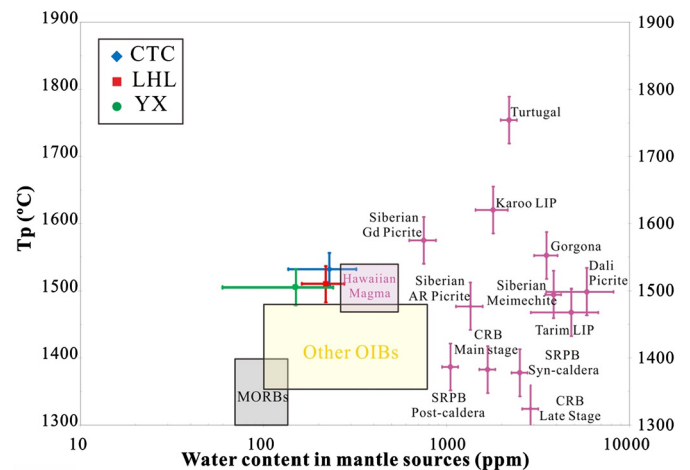 1900
1900
CTC
LHL
YX
1800
1800
Turtugal
1700
1700
Karoo LIP
1600
1600
Siberian
Gd Picrite
Gorgona
Tp (ºC)
Dali
Picrite
Hawaiian
Magma
Siberian
AR Picrite
Siberian
Meimechite
1500
1500
Tarim LIP
CRB
Main stage
Other OIBs
SRPB
Syn-caldera
1400
1400
MORBs
SRPB
Post-caldera
CRB
Late Stage
1300
1300
10
100
1000
10000
Water content in mantle sources (ppm)